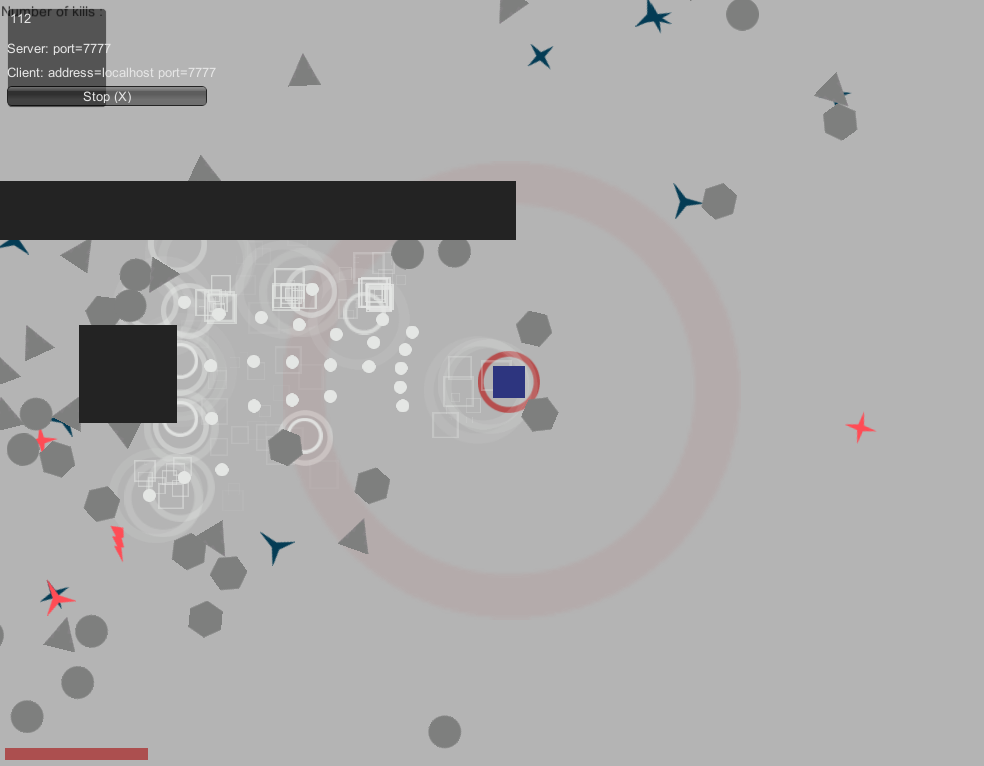 Number of kills :
112
Server: port=7777
Client: address=localhost port=7777
Stop (X)